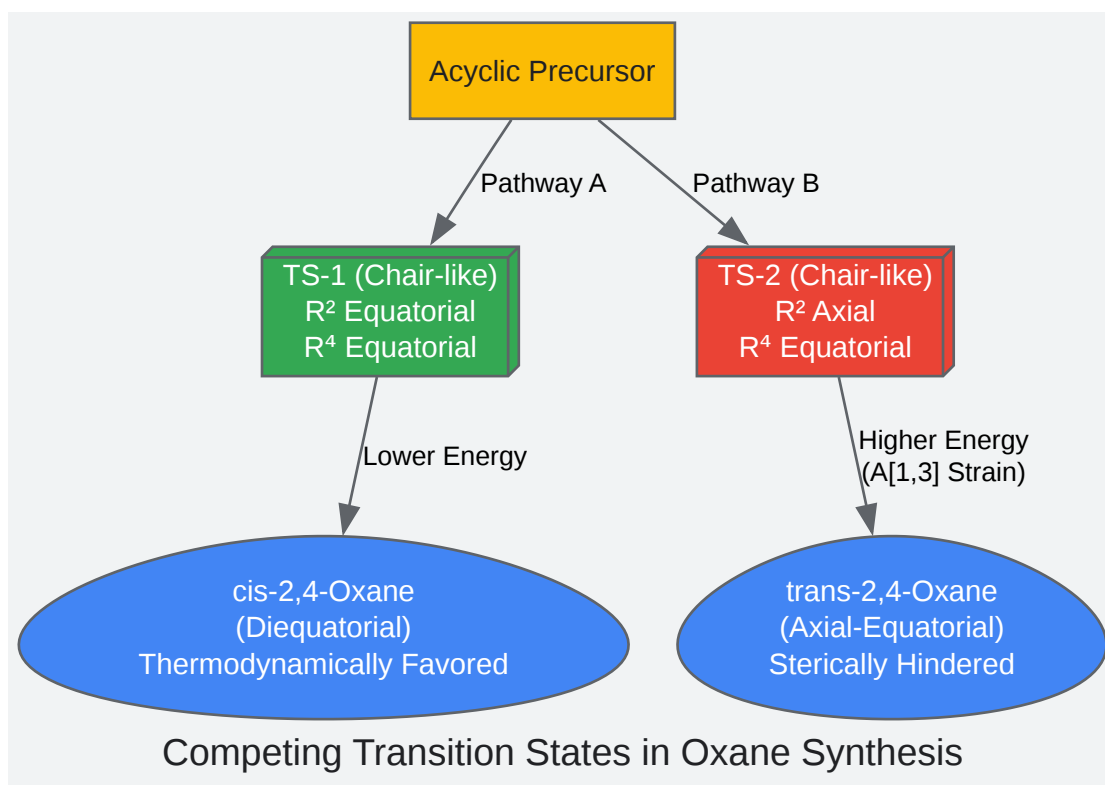 Acyclic Precursor
Pathway A
Pathway B
TS-1 (Chair-like)
R² Equatorial
R⁴ Equatorial
TS-2 (Chair-like)
R² Axial
R⁴ Equatorial
Lower Energy
Higher Energy
(A[1,3] Strain)
cis-2,4-Oxane
(Diequatorial)
Thermodynamically Favored
trans-2,4-Oxane
(Axial-Equatorial)
Sterically Hindered
Competing Transition States in Oxane Synthesis